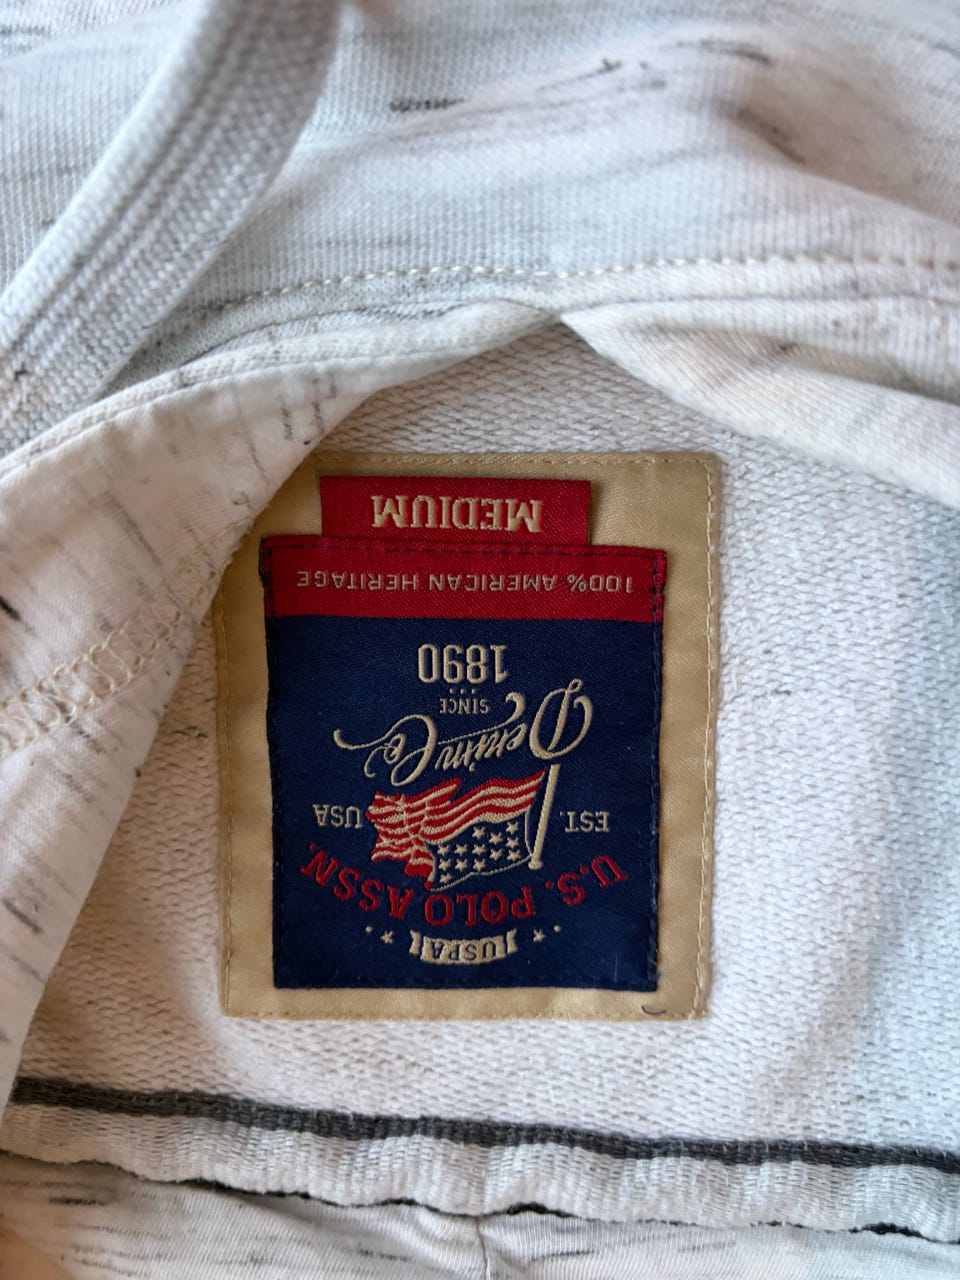 USPA
U.S. POLO ASSN.
EST. USA
Denim Co
SINCE
1890
100% AMERICAN HERITAGE
MEDIUM